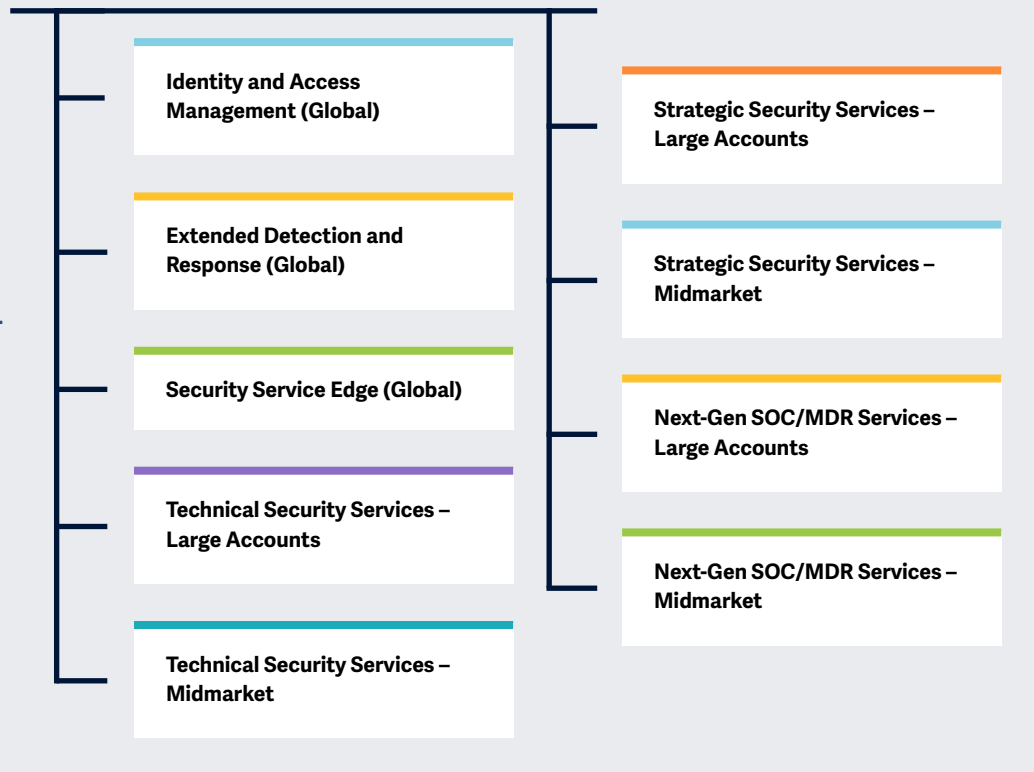 Identity and Access
Management (Global)
Extended Detection and
Response (Global)
Security Service Edge (Global)
Technical Security Services –
Large Accounts
Technical Security Services –
Midmarket
Strategic Security Services –
Large Accounts
Strategic Security Services –
Midmarket
Next-Gen SOC/MDR Services –
Large Accounts
Next-Gen SOC/MDR Services –
Midmarket